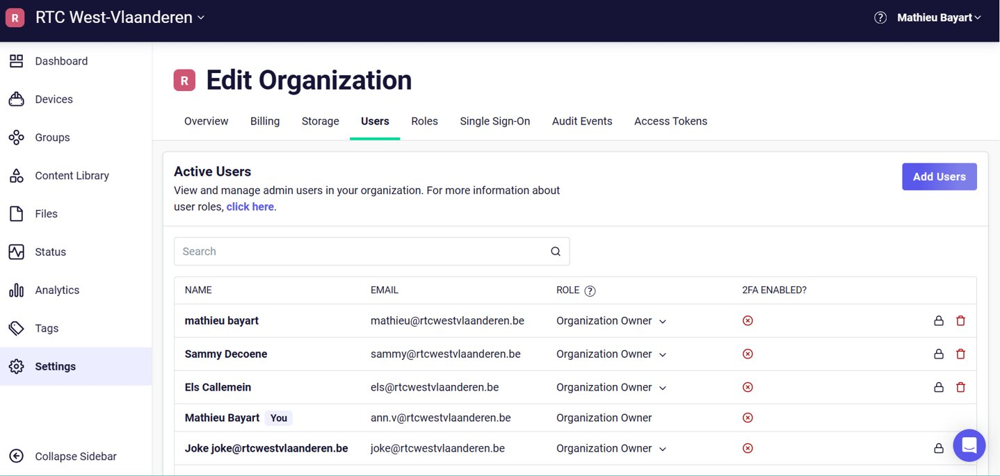 R RTC West-Vlaanderen
Mathieu Bayart
Dashboard
Devices
Groups
Content Library
Files
Status
Analytics
Tags
Settings
Collapse Sidebar
R Edit Organization
Overview Billing Storage Users Roles Single Sign-On Audit Events Access Tokens
Active Users
View and manage admin users in your organization. For more information about
user roles, click here.
Add Users
Search
NAME EMAIL ROLE ? 2FA ENABLED?
mathieu bayart mathieu@rtcwestvlaanderen.be Organization Owner
Sammy Decoene sammy@rtcwestvlaanderen.be Organization Owner
Els Callemein els@rtcwestvlaanderen.be Organization Owner
Mathieu Bayart You ann.v@rtcwestvlaanderen.be Organization Owner
Joke joke@rtcwestvlaanderen.be joke@rtcwestvlaanderen.be Organization Owner